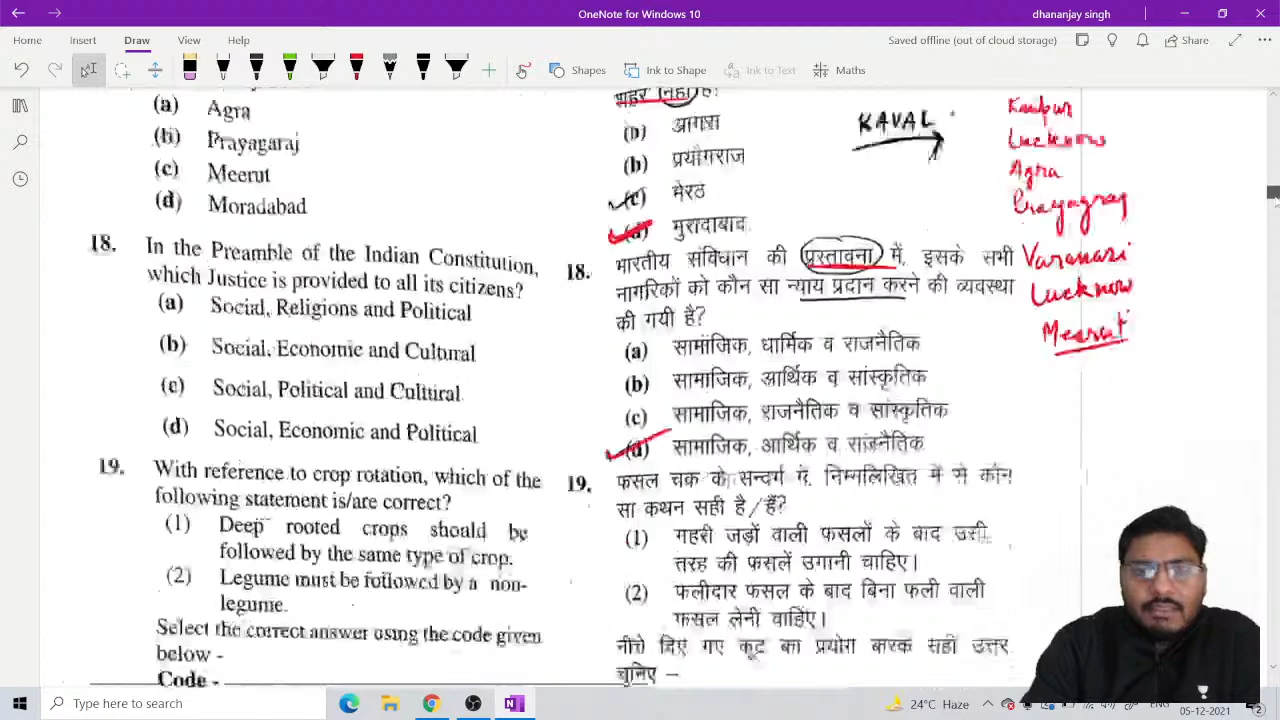 OneNote for Windows 10
dhananjay singh
Home Insert Draw View Help
Saved offline (out of cloud storage)
Share
Shapes
Ink to Shape
Ink to Text
Maths
(a) Agra
(b) Prayagaraj
(c) Meerut
(d) Moradabad
18. In the Preamble of the Indian Constitution,
which Justice is provided to all its citizens?
(a) Social, Religions and Political
(b) Social, Economic and Cultural
(c) Social, Political and Cultural
(d) Social, Economic and Political
19. With reference to crop rotation, which of the
following statement is/are correct?
(1) Deep rooted crops should be
followed by the same type of crop.
(2) Legume must be followed by a non-
legume.
Select the correct answer using the code given
below -
Code -
शहर नहीं है?
आगरा
(b) प्रयागराज
(c) मेरठ
(d) मुरादाबाद
18. भारतीय संविधान की प्रस्तावना में, इसके सभी
नागरिकों को कौन सा न्याय प्रदान करने की व्यवस्था
की गयी है?
(a) सामाजिक, धार्मिक व राजनैतिक
(b) सामाजिक, आर्थिक व सांस्कृतिक
(c) सामाजिक, राजनैतिक व सांस्कृतिक
(d) सामाजिक, आर्थिक व राजनैतिक
19. फसल चक्र के सन्दर्भ में, निम्नलिखित में से कौन
सा कथन सही है/हैं?
(1) गहरी जड़ों वाली फसलों के बाद उसी
तरह की फसलें उगानी चाहिए।
(2) फलीदार फसल के बाद बिना फली वाली
फसल लेनी चाहिए।
नीचे दिए गए कूट का प्रयोग करके सही उत्तर
चुनिए –
KAVAL
Kanpur
Lucknow
Agra
Prayagraj
Varanasi
Lucknow
Meerut
Type here to search
24°C Haze
ENG
05-12-2021